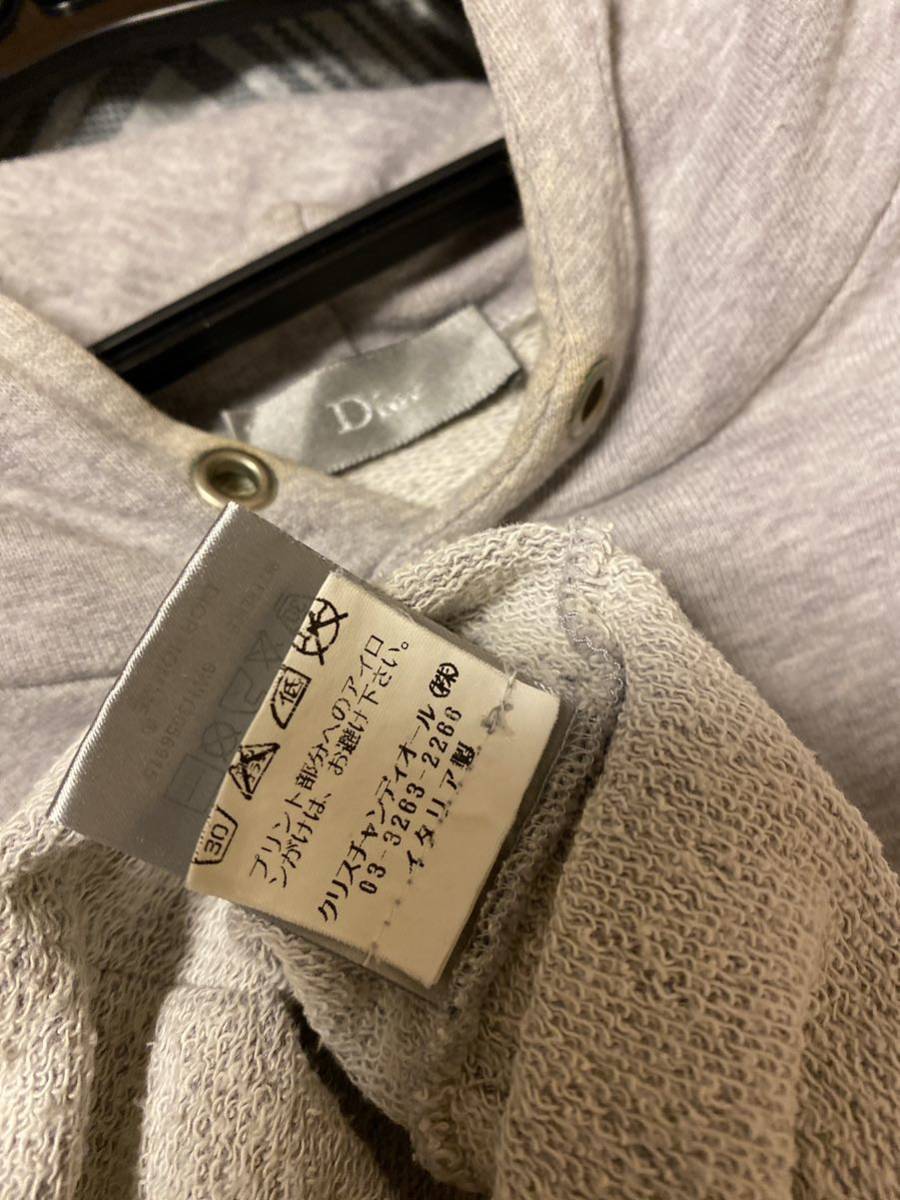 Dior
30
低
プリント部分へのアイロ
ンがけは、お避け下さい。
クリスチャンディオール㈱
03-3263-2266
イタリア製